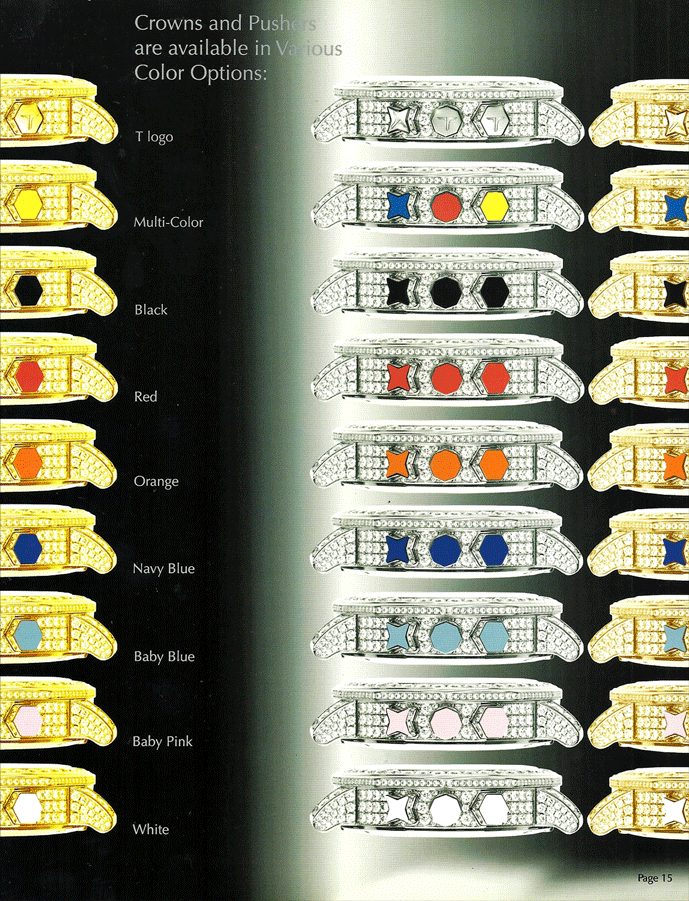 Crowns and Pushers
are available in Various
Color Options:
T logo
Multi-Color
Black
Red
Orange
Navy Blue
Baby Blue
Baby Pink
White
Page 15